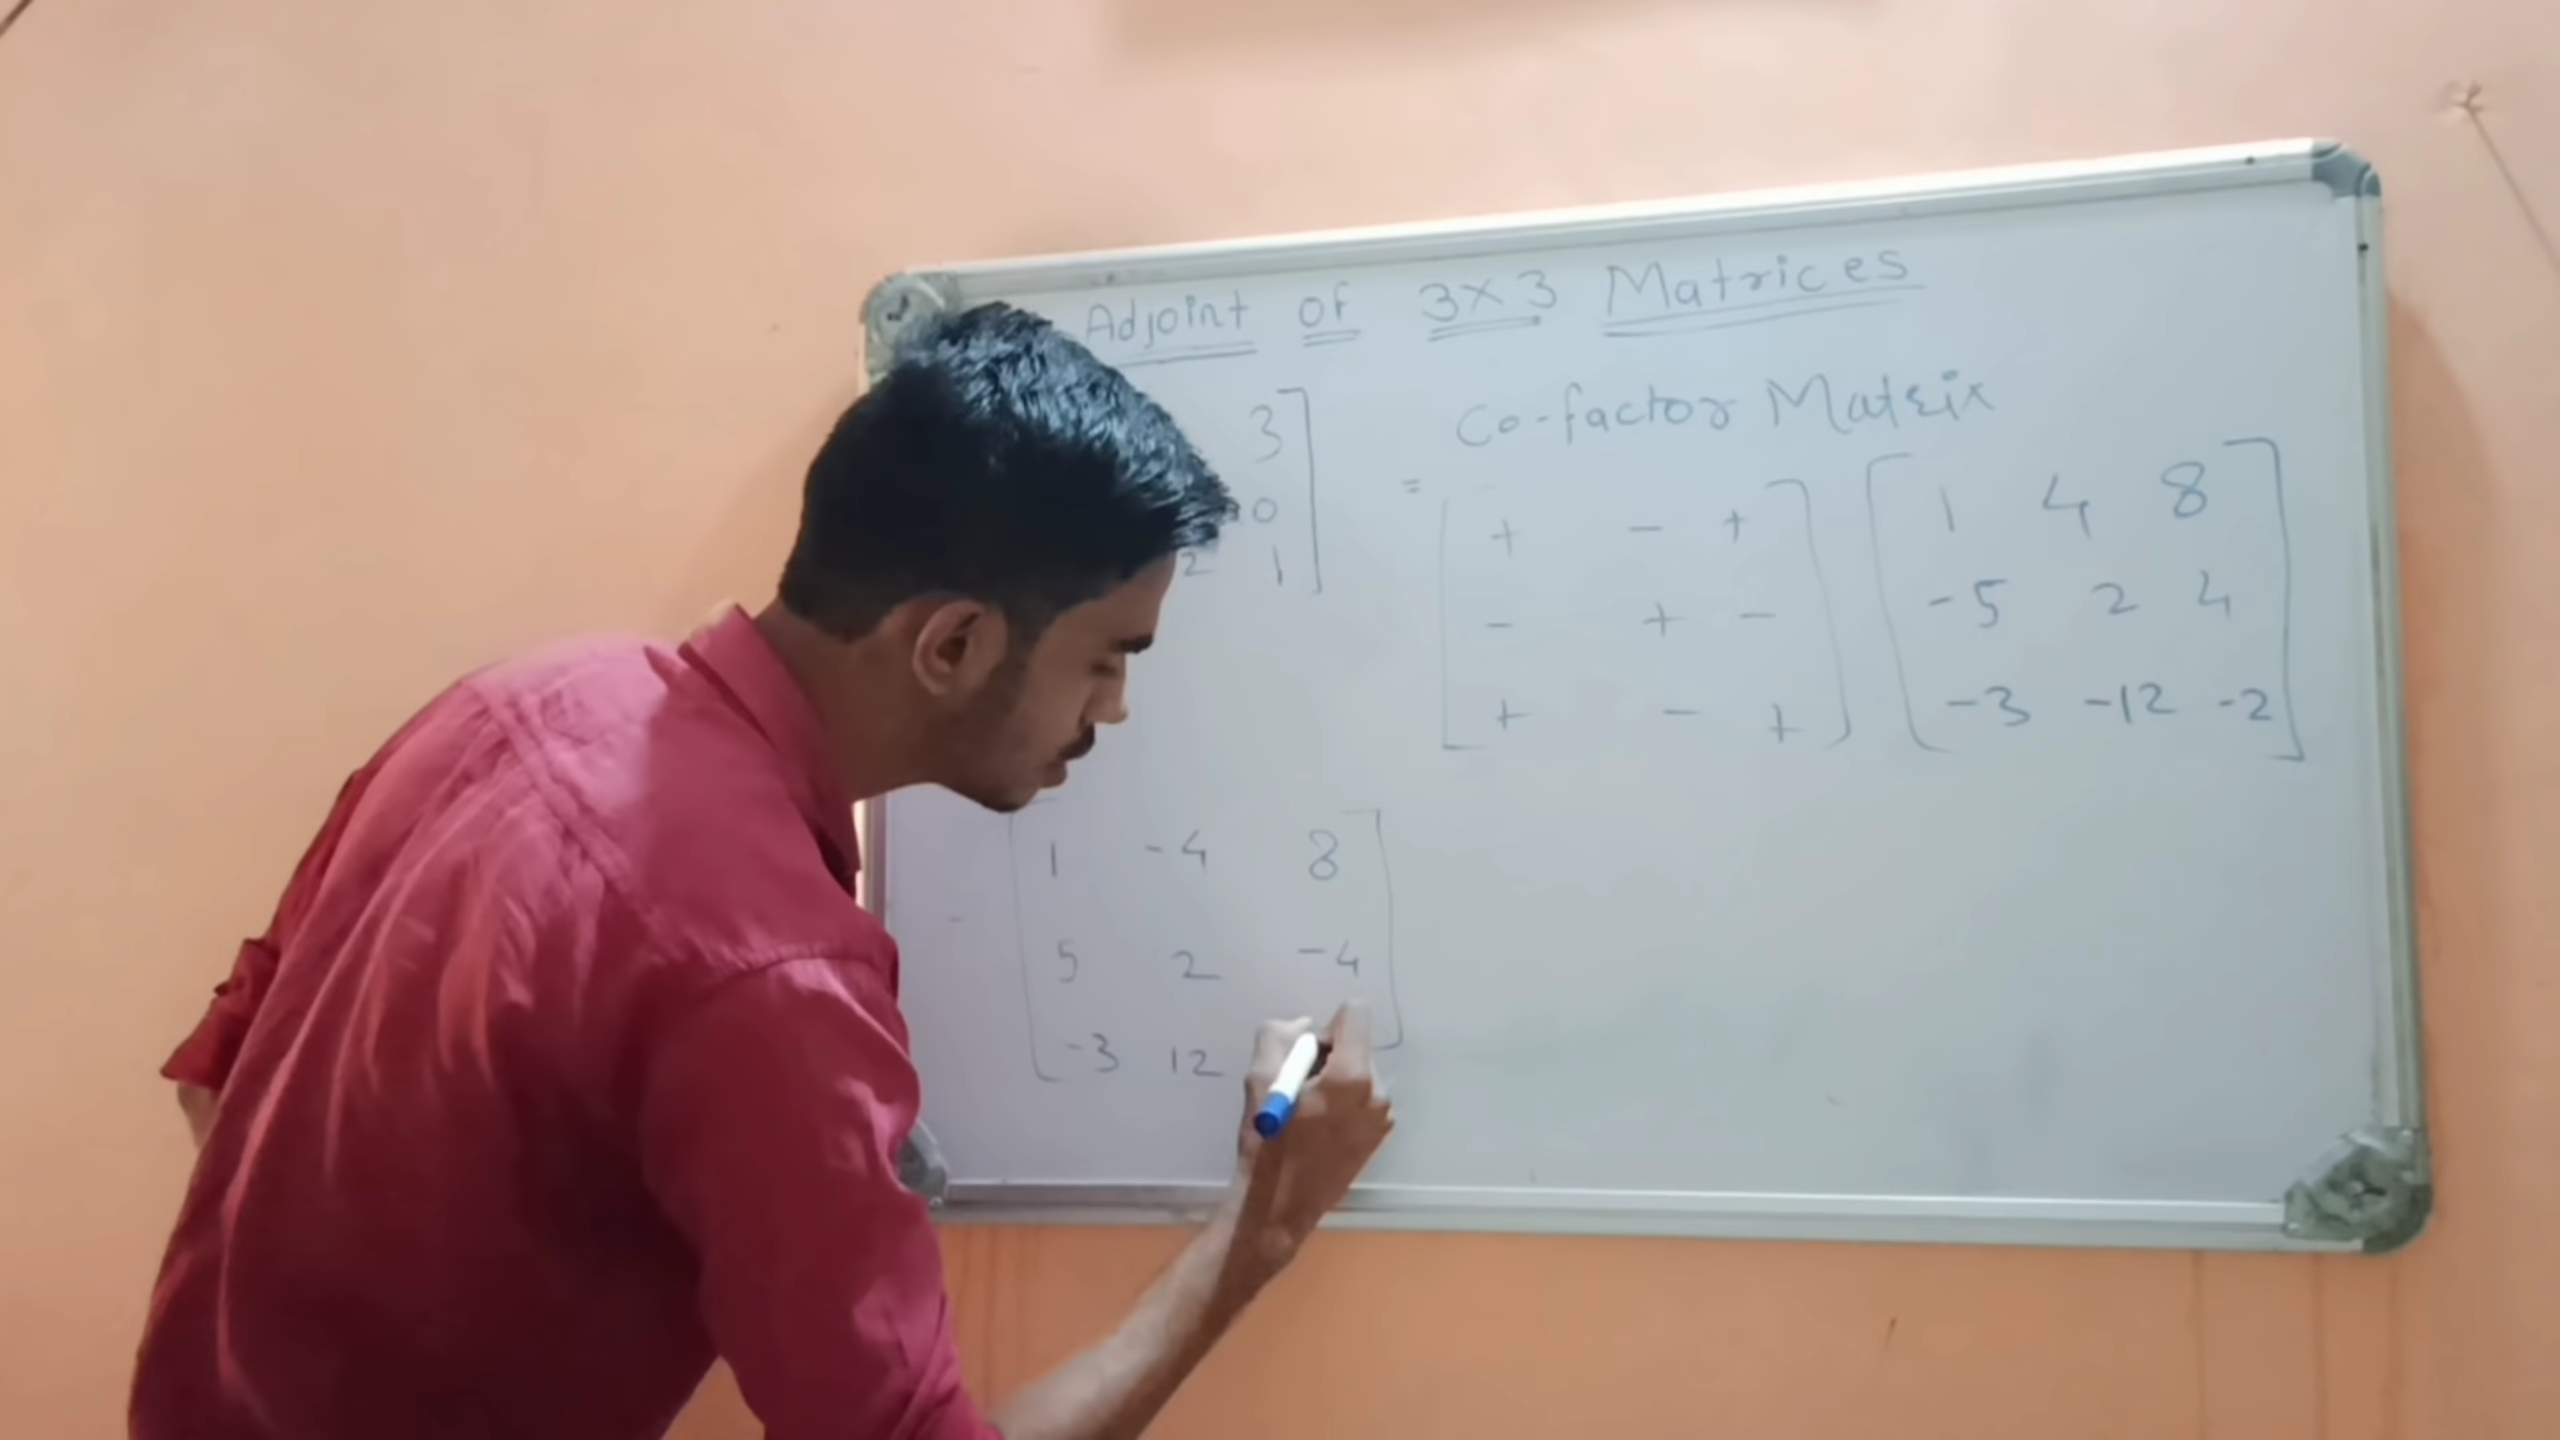 Adjoint of 3×3 Matrices
3
0
2 1
= Co-factor Matrix
+ - +
- + -
+ - +
1 4 8
-5 2 4
-3 -12 -2
1 -4 8
- 5 2 -4
-3 12